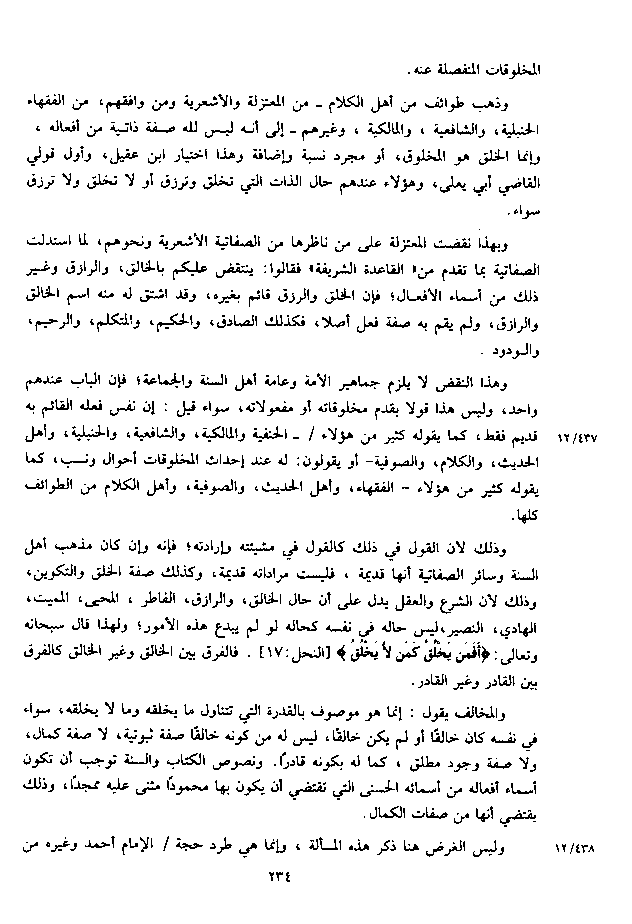 المخلوقات المنفصلة عنه.
وذهب طوائف من أهل الكلام ـ من المعتزلة والأشعرية ومن وافقهم، من الفقهاء
الحنبلية، والشافعية ، والمالكية ، وغيرهم ـ إلى أنه ليس لله صفة ذاتية من أفعاله ،
وإنما الخلق هو المخلوق، أو مجرد نسبة وإضافة وهذا اختيار ابن عقيل، وأول قولي
القاضي أبي يعلى، وهؤلاء عندهم حال الذات التي تخلق وترزق أو لا تخلق ولا ترزق
سواء.
وبهذا نقضت المعتزلة على من ناظرها من الصفاتية الأشعرية ونحوهم، لما استدلت
الصفاتية بما تقدم من« القاعدة الشريفة» فقالوا: ينتقض عليكم بالخالق، والرازق وغير
ذلك من أسماء الأفعال؛ فإن الخلق والرزق قائم بغيره، وقد اشتق له منه اسم الخالق
والرازق، ولم يقم به صفة فعل أصلا، فكذلك الصادق، والحكيم، والمتكلم، والرحيم،
والودود .
وهذا النقض لا يلزم جماهير الأمة وعامة أهل السنة والجماعة؛ فإن الباب عندهم
واحد، وليس هذا قولا بقدم مخلوقاته أو مفعولاته، سواء قيل : إن نفس فعله القائم به
١٢/٤٣٧ قديم فقط، كما يقوله كثير من هؤلاء / ـ الحنفية والمالكية، والشافعية، والحنبلية، وأهل
الحديث، والكلام، والصوفية- أو يقولون: له عند إحداث المخلوقات أحوال ونسب، كما
يقوله كثير من هؤلاء - الفقهاء، وأهل الحديث، والصوفية، وأهل الكلام من الطوائف
كلها.
وذلك لأن القول في ذلك كالقول في مشيئته وإرادته؛ فإنه وإن كان مذهب أهل
السنة وسائر الصفاتية أنها قديمة ، فليست مراداته قديمة، وكذلك صفة الخلق والتكوين،
وذلك لأن الشرع والعقل يدل على أن حال الخالق، والرازق، الفاطر ، المحيى، المميت،
الهادي، النصير،ليس حاله في نفسه كحاله لو لم يبدع هذه الأمور؛ ولهذا قال سبحانه
وتعالى:﴿أَفَمَن يَخْلُقُ كَمَن لاَّ يَخْلُقُ﴾ [النحل:١٧] . فالفرق بين الخالق وغير الخالق كالفرق
بين القادر وغير القادر.
والمخالف يقول : إنما هو موصوف بالقدرة التي تتناول ما يخلقه وما لا يخلقه، سواء
في نفسه كان خالقًا أو لم يكن خالقًا، ليس له من كونه خالقًا صفة ثبوتية، لا صفة كمال،
ولا صفة وجود مطلق ، كما له بكونه قادرًا. ونصوص الكتاب والسنة توجب أن تكون
أسماء أفعاله من أسمائه الحسنى التي تقتضي أن يكون بها محمودًا مثنى عليه ممجدًا، وذلك
يقتضي أنها من صفات الكمال.
١٢/٤٣٨ وليس الغرض هنا ذكر هذه المسألة ، وإنما هي طرد حجة / الإمام أحمد وغيره من
٢٣٤